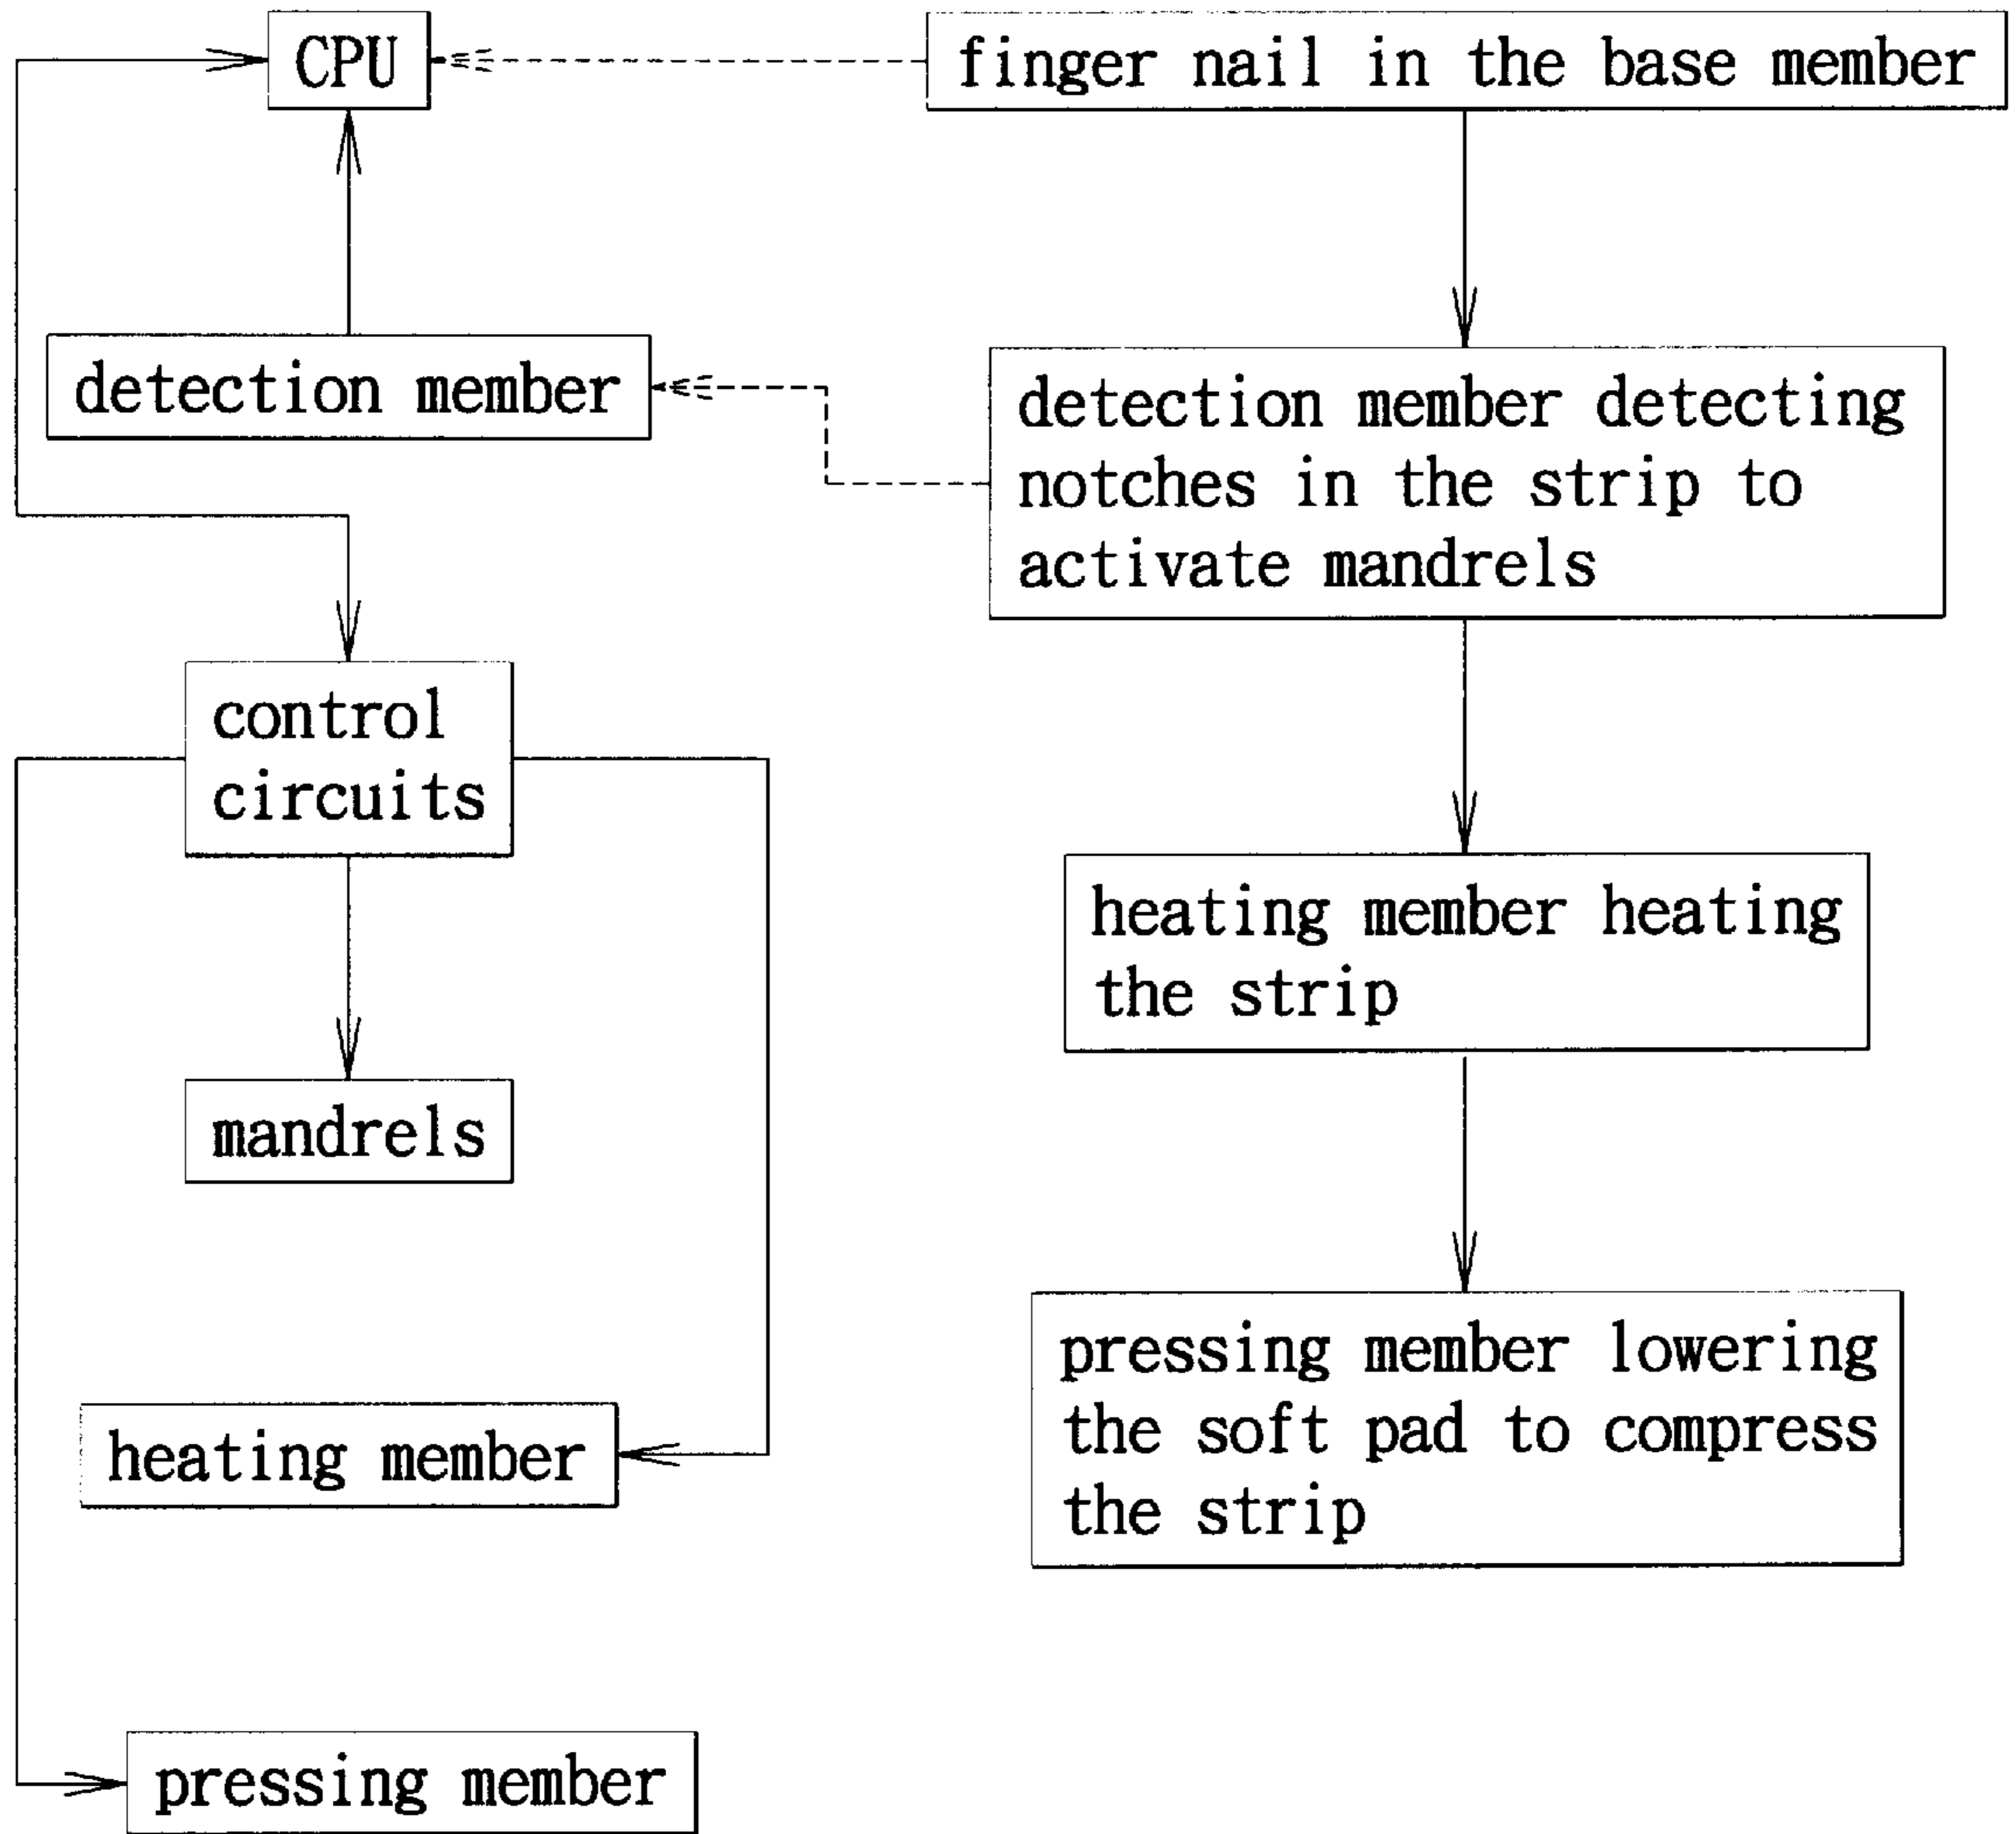 CPU
finger nail in the base member
detection member
detection member detecting
notches in the strip to
activate mandrels
control
circuits
heating member heating
the strip
mandrels
pressing member lowering
the soft pad to compress
the strip
heating member
pressing member